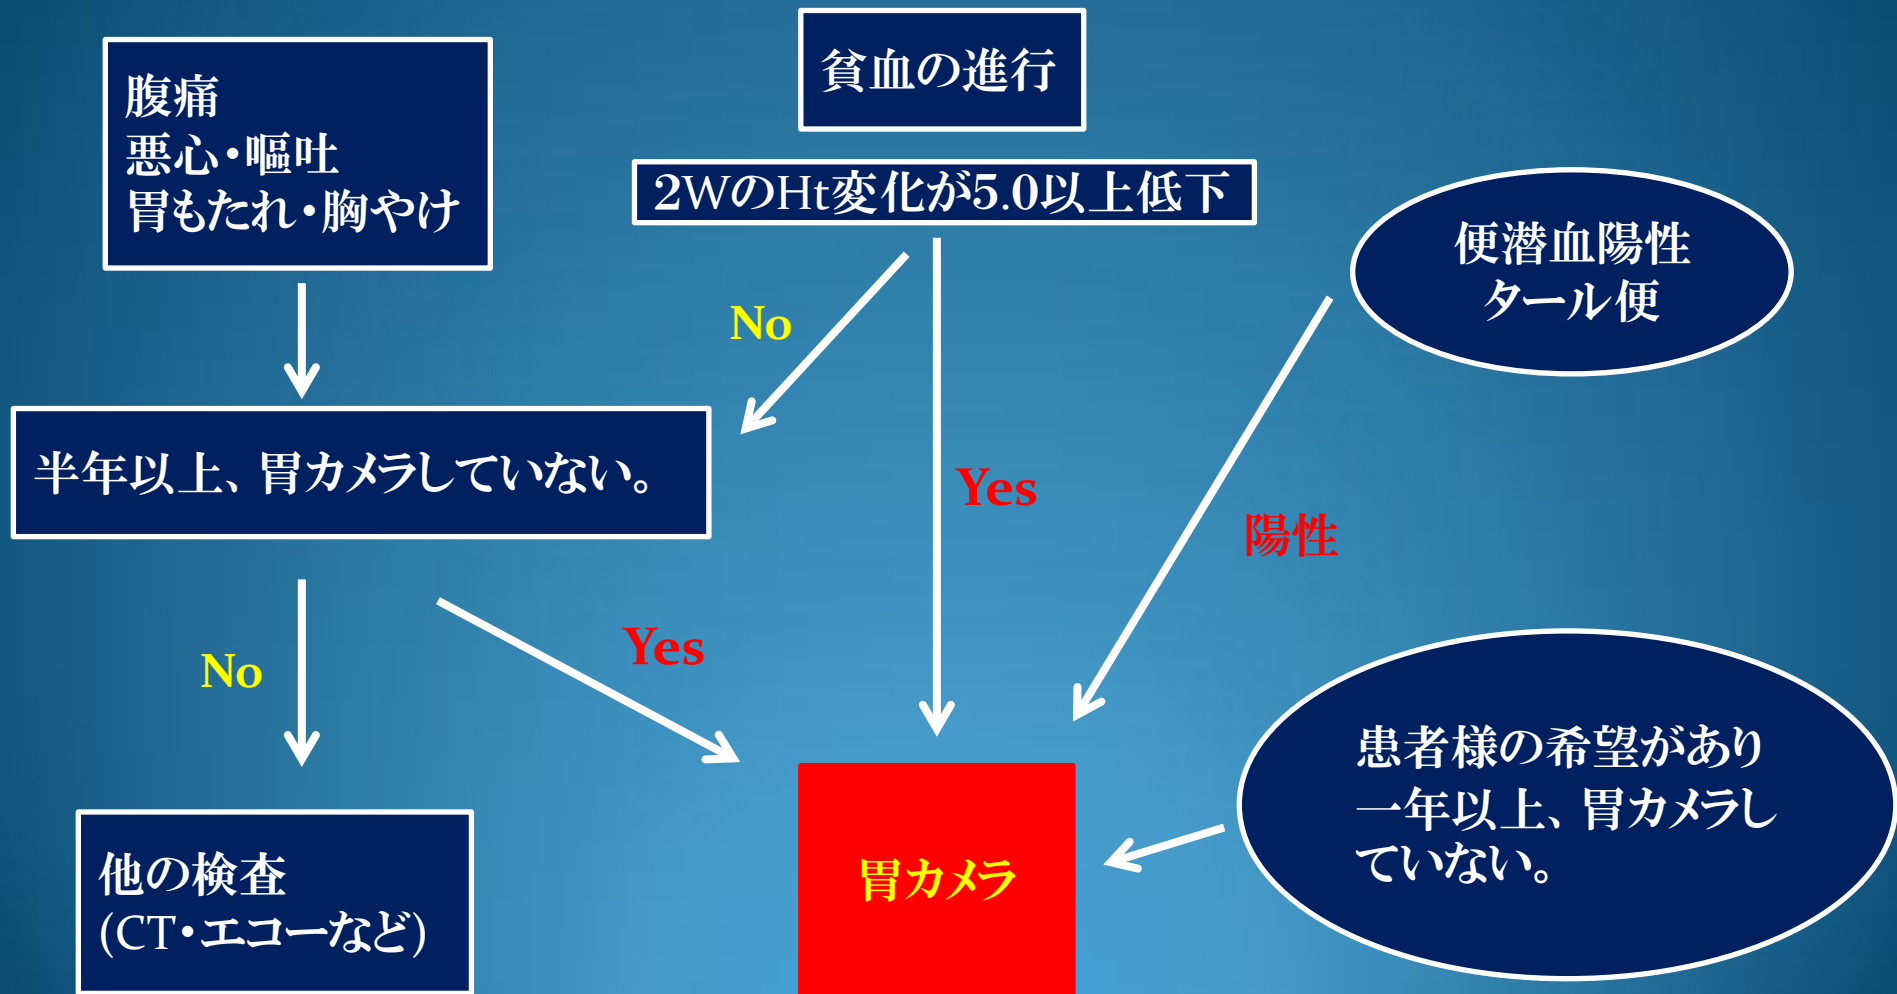 腹痛
悪心・嘔吐
胃もたれ・胸やけ
貧血の進行
2WのHt変化が5.0以上低下
便潜血陽性
タール便
No
半年以上、胃カメラしていない。
Yes
陽性
No
Yes
他の検査
(CT・エコーなど)
胃カメラ
患者様の希望があり
一年以上、胃カメラし
ていない。